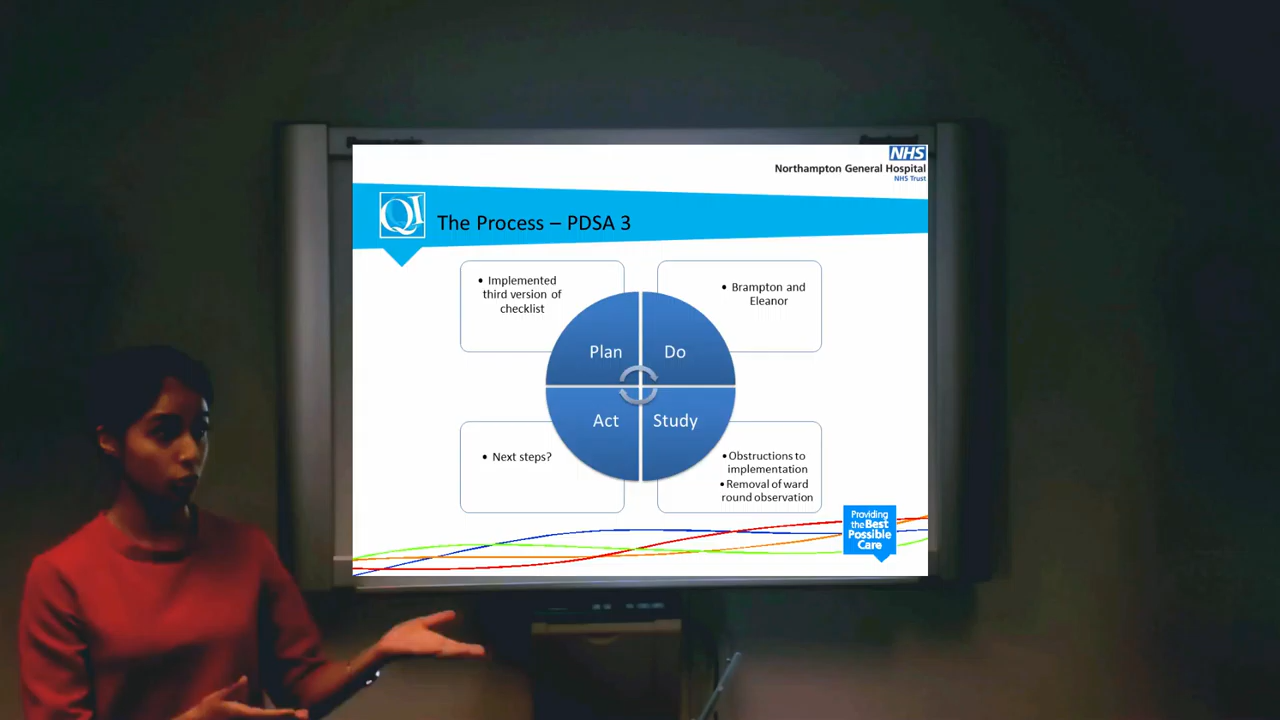 NHS
Northampton General Hospital
NHS Trust
QI
The Process – PDSA 3
• Implemented
third version of
checklist
• Brampton and
Eleanor
Plan
Do
Act
Study
• Next steps?
• Obstructions to
implementation
• Removal of ward
round observation
Providing
the Best
Possible
Care